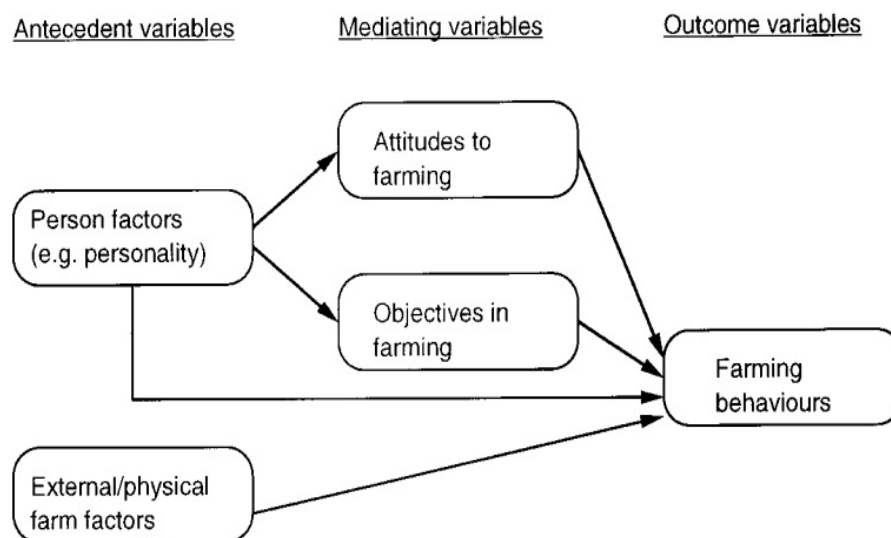 Antecedent variables
Mediating variables
Outcome variables
Attitudes to
farming
Person factors
(e.g. personality)
Objectives in
farming
Farming
behaviours
External/physical
farm factors